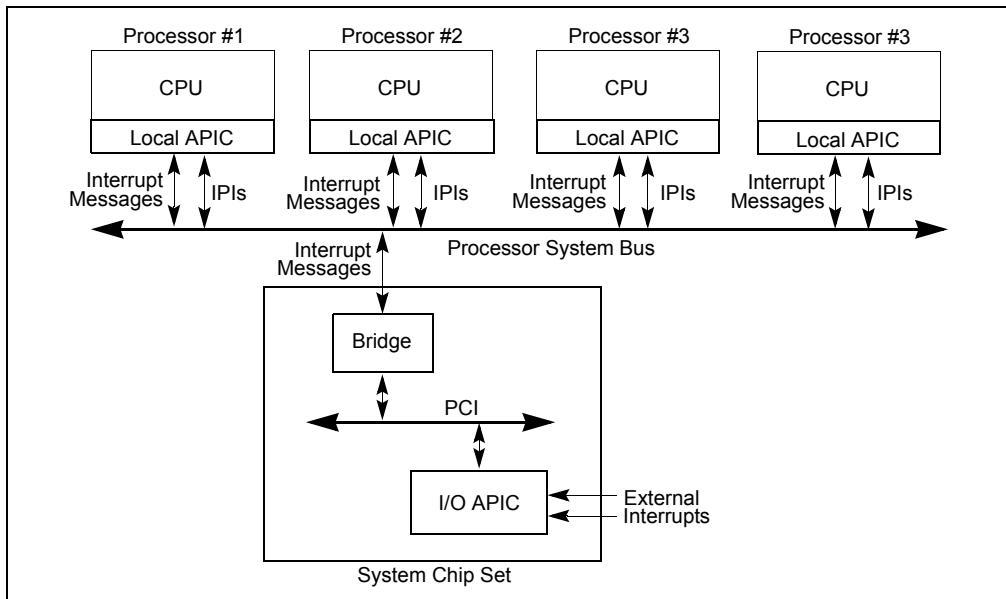 Processor #1
Processor #2
Processor #3
Processor #3
CPU
CPU
CPU
CPU
Local APIC
Local APIC
Local APIC
Local APIC
Interrupt
Messages
IPIs
Interrupt
Messages
IPIs
Interrupt
Messages
IPIs
Interrupt
Messages
IPIs
Processor System Bus
Interrupt
Messages
Bridge
PCI
I/O APIC
External
Interrupts
System Chip Set